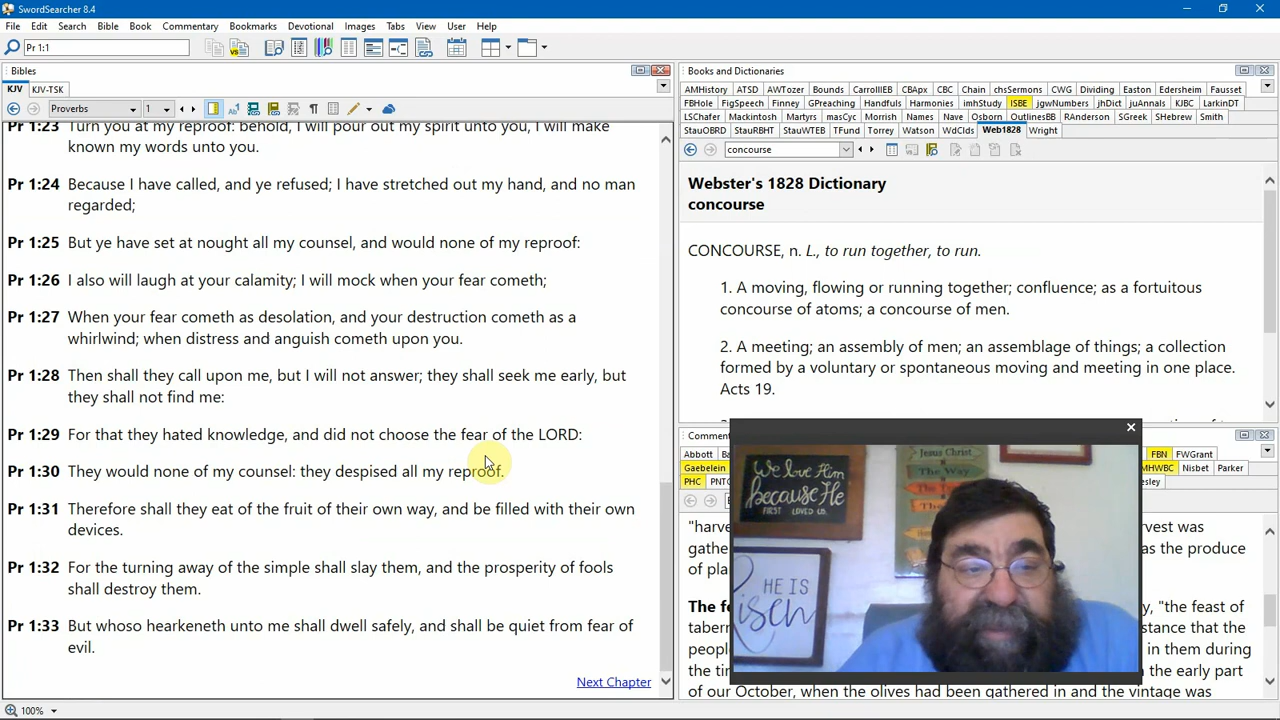 SwordSearcher 8.4
File Edit Search Bible Book Commentary Bookmarks Devotional Images Tabs View User Help
Pr 1:1
Bibles
KJV KJV-TSK
Proverbs 1
Pr 1:23 Turn you at my reproof: behold, I will pour out my spirit unto you, I will make
known my words unto you.
Pr 1:24 Because I have called, and ye refused; I have stretched out my hand, and no man
regarded;
Pr 1:25 But ye have set at nought all my counsel, and would none of my reproof:
Pr 1:26 I also will laugh at your calamity; I will mock when your fear cometh;
Pr 1:27 When your fear cometh as desolation, and your destruction cometh as a
whirlwind; when distress and anguish cometh upon you.
Pr 1:28 Then shall they call upon me, but I will not answer; they shall seek me early, but
they shall not find me:
Pr 1:29 For that they hated knowledge, and did not choose the fear of the LORD:
Pr 1:30 They would none of my counsel: they despised all my reproof.
Pr 1:31 Therefore shall they eat of the fruit of their own way, and be filled with their own
devices.
Pr 1:32 For the turning away of the simple shall slay them, and the prosperity of fools
shall destroy them.
Pr 1:33 But whoso hearkeneth unto me shall dwell safely, and shall be quiet from fear of
evil.
Next Chapter
100%
Books and Dictionaries
AMHistory ATSD AWTozer Bounds CarrollIEB CBApx CBC Chain chsSermons CWG Dividing Easton Edersheim Fausset
FBHole FigSpeech Finney GPreaching Handfuls Harmonies imhStudy ISBE jgwNumbers jhDict juAnnals KJBC LarkinDT
LSChafer Mackintosh Martyrs masCyc Morrish Names Nave Osborn OutlinesBB RAnderson SGreek SHebrew Smith
StauOBRD StauRBHT StauWTEB TFund Torrey Watson WdClds Web1828 Wright
concourse
Webster's 1828 Dictionary
concourse
CONCOURSE, n. L., to run together, to run.
1. A moving, flowing or running together; confluence; as a fortuitous
concourse of atoms; a concourse of men.
2. A meeting; an assembly of men; an assemblage of things; a collection
formed by a voluntary or spontaneous moving and meeting in one place.
Acts 19.
Comment
Abbott Ba FBN FWGrant
Gaebelein MHWBC Nisbet Parker
PHC PNTC esley
"harv rvest was
gathe as the produce
of pla
The fe y, "the feast of
tabern stance that the
people in them during
the tim n the early part
of our October, when the olives had been gathered in and the vintage was
We love Him
because He
FIRST LOVED US.
Jesus Christ
The Way
HE IS
Risen